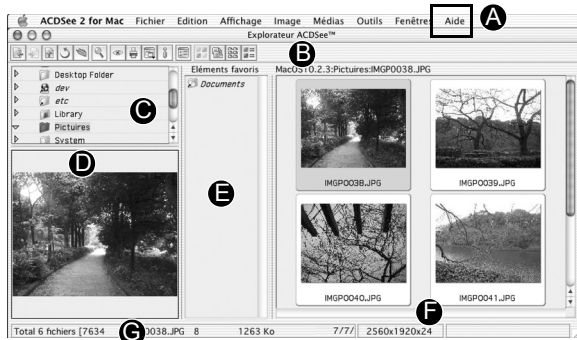 ACDSee 2 for Mac Fichier Edition Affichage Image Médias Outils Fenêtres Aide
A
Explorateur ACDSee™
B
Desktop Folder
dev
etc
Library
Pictures
System
C
Eléments favoris
Documents
MacOS10.2.3:Pictures:IMGP0038.JPG
IMGP0038.JPG
IMGP0039.JPG
IMGP0040.JPG
IMGP0041.JPG
D
E
F
Total 6 fichiers [7634
G
0038.JPG 8 1263 Ko 7/7/
2560x1920x24